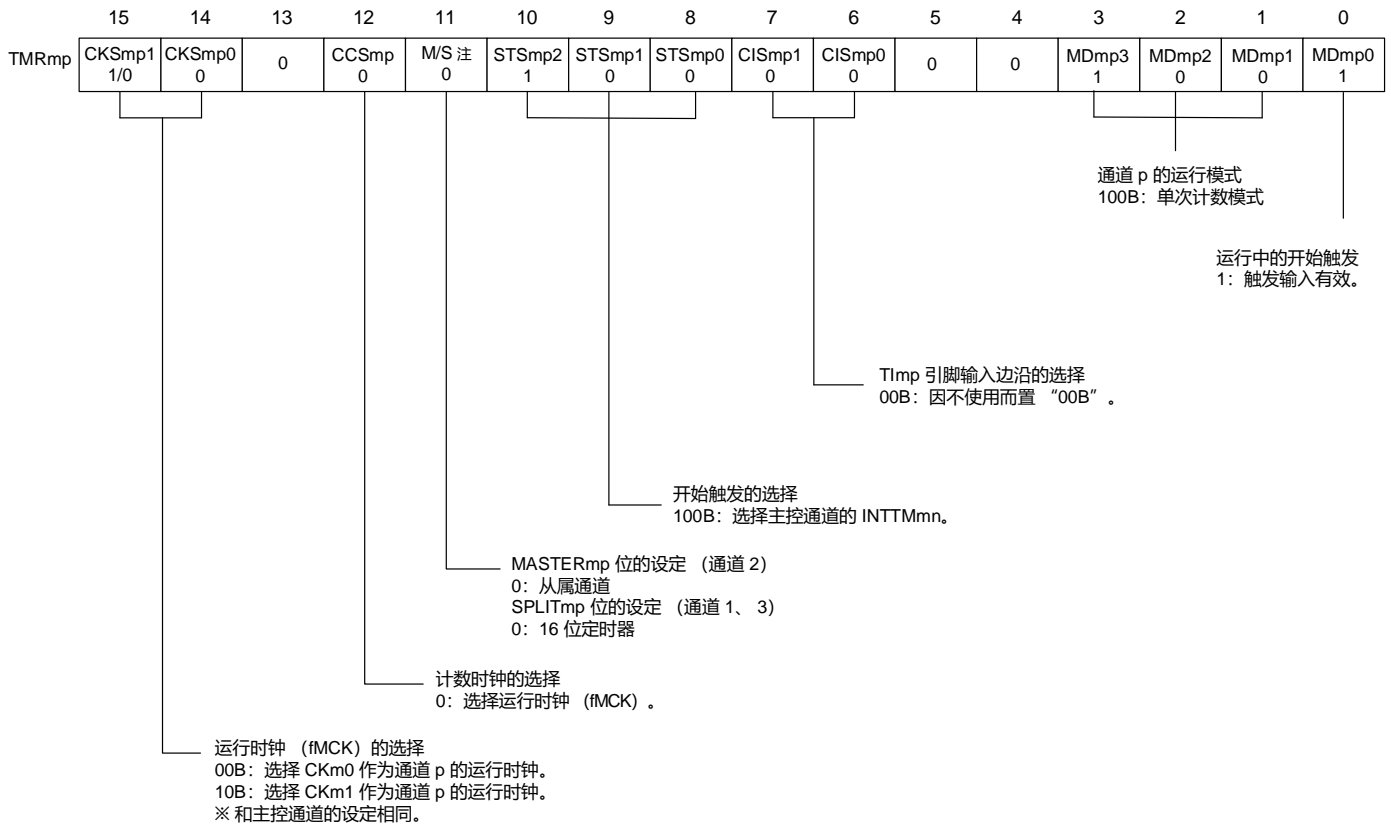 15 14 13 12 11 10 9 8 7 6 5 4 3 2 1 0
TMRmp CKSmp1 CKSmp0 0 CCSmp M/S 注 STSmp2 STSmp1 STSmp0 CISmp1 CISmp0 0 0 MDmp3 MDmp2 MDmp1 MDmp0
1/0 0 0 0 1 0 0 0 0 1 0 0 1
通道 p 的运行模式
100B：单次计数模式
运行中的开始触发
1：触发输入有效。
TImp 引脚输入边沿的选择
00B：因不使用而置 “00B”。
开始触发的选择
100B：选择主控通道的 INTTMmn。
MASTERmp 位的设定 （通道 2）
0：从属通道
SPLITmp 位的设定 （通道 1、 3）
0：16 位定时器
计数时钟的选择
0：选择运行时钟 （fMCK）。
运行时钟 （fMCK）的选择
00B：选择 CKm0 作为通道 p 的运行时钟。
10B：选择 CKm1 作为通道 p 的运行时钟。
※ 和主控通道的设定相同。